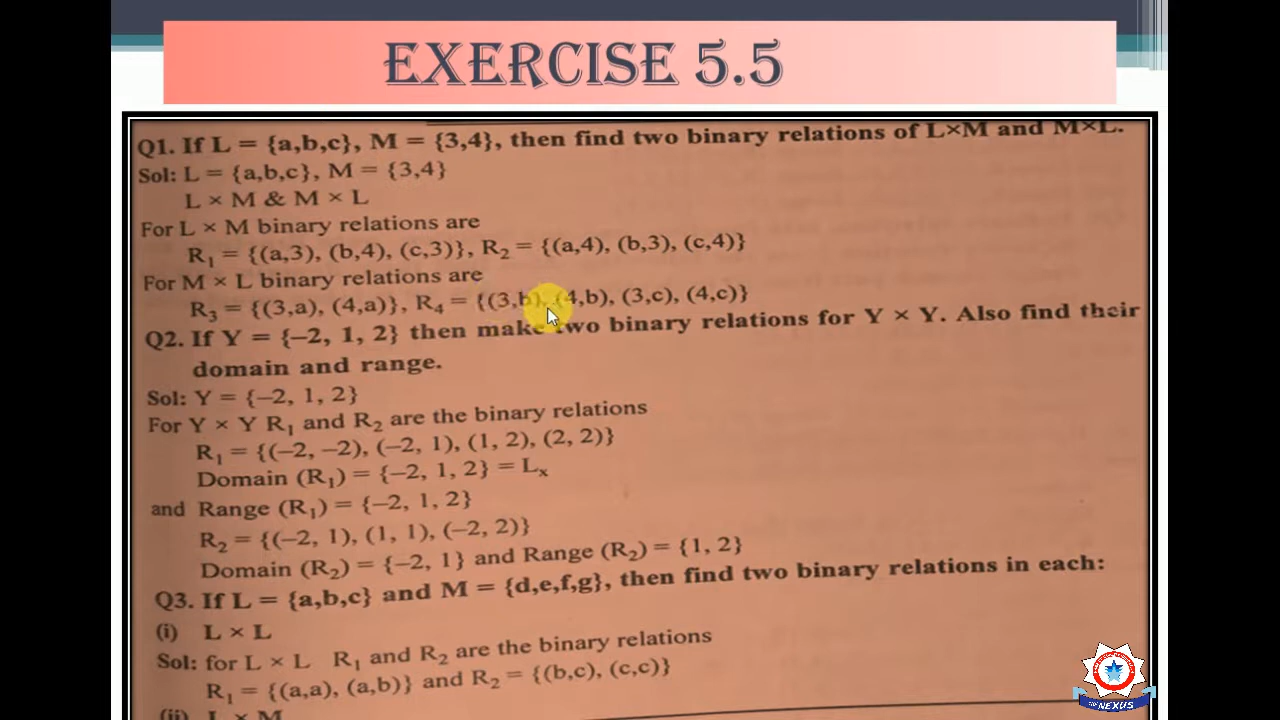 EXERCISE 5.5
Q1. If L = {a,b,c}, M = {3,4}, then find two binary relations of L×M and M×L.
Sol: L = {a,b,c}, M = {3,4}
L × M & M × L
For L × M binary relations are
R₁ = {(a,3), (b,4), (c,3)}, R₂ = {(a,4), (b,3), (c,4)}
For M × L binary relations are
R₃ = {(3,a), (4,a)}, R₄ = {(3,b), (4,b), (3,c), (4,c)}
Q2. If Y = {–2, 1, 2} then make two binary relations for Y × Y. Also find their
domain and range.
Sol: Y = {–2, 1, 2}
For Y × Y R₁ and R₂ are the binary relations
R₁ = {(–2, –2), (–2, 1), (1, 2), (2, 2)}
Domain (R₁) = {–2, 1, 2} = Lₓ
and Range (R₁) = {–2, 1, 2}
R₂ = {(–2, 1), (1, 1), (–2, 2)}
Domain (R₂) = {–2, 1} and Range (R₂) = {1, 2}
Q3. If L = {a,b,c} and M = {d,e,f,g}, then find two binary relations in each:
(i) L × L
Sol: for L × L R₁ and R₂ are the binary relations
R₁ = {(a,a), (a,b)} and R₂ = {(b,c), (c,c)}
(ii) L × M
NEXUS